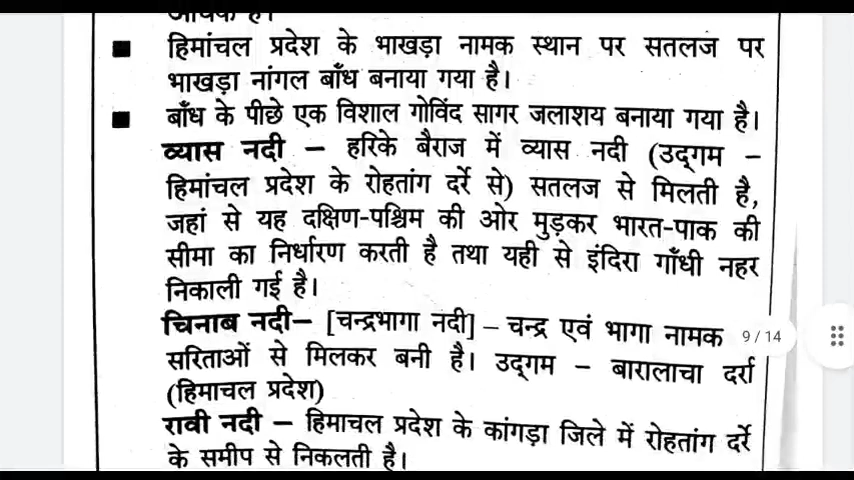 ■ हिमांचल प्रदेश के भाखड़ा नामक स्थान पर सतलज पर
भाखड़ा नांगल बाँध बनाया गया है।
■ बाँध के पीछे एक विशाल गोविंद सागर जलाशय बनाया गया है।
व्यास नदी – हरिके बैराज में व्यास नदी (उद्गम –
हिमांचल प्रदेश के रोहतांग दर्रे से) सतलज से मिलती है,
जहां से यह दक्षिण-पश्चिम की ओर मुड़कर भारत-पाक की
सीमा का निर्धारण करती है तथा यही से इंदिरा गाँधी नहर
निकाली गई है।
चिनाब नदी– [चन्द्रभागा नदी] – चन्द्र एवं भागा नामक
9 / 14
सरिताओं से मिलकर बनी है। उद्गम – बारालाचा दर्रा
(हिमाचल प्रदेश)
रावी नदी – हिमाचल प्रदेश के कांगड़ा जिले में रोहतांग दर्रे
के समीप से निकलती है।